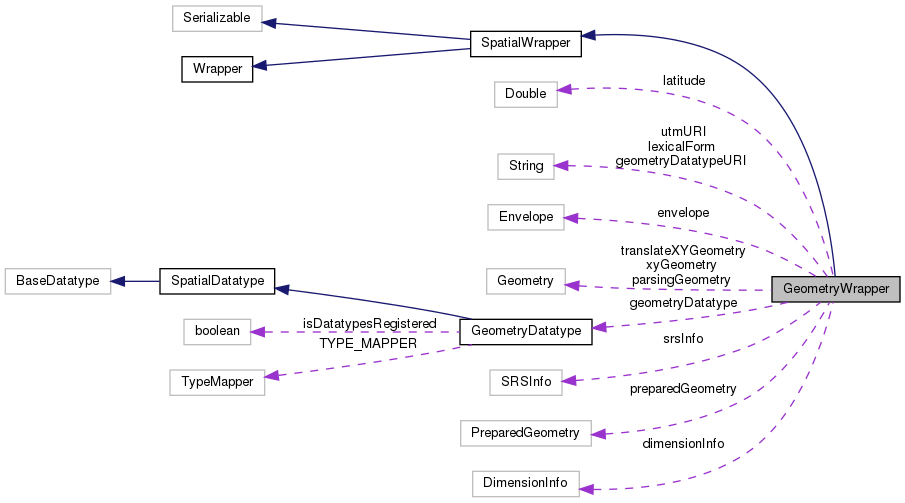 Serializable
SpatialWrapper
Wrapper
latitude
Double
utmURI
lexicalForm
geometryDatatypeURI
String
envelope
Envelope
translateXYGeometry
xyGeometry
parsingGeometry
Geometry
BaseDatatype
SpatialDatatype
GeometryWrapper
geometryDatatype
isDatatypesRegistered
boolean
GeometryDatatype
TYPE_MAPPER
srsInfo
TypeMapper
SRSInfo
preparedGeometry
PreparedGeometry
dimensionInfo
DimensionInfo